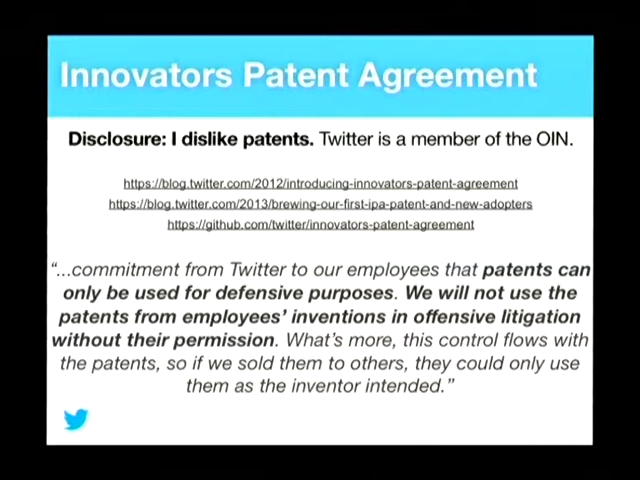 Innovators Patent Agreement
Disclosure: I dislike patents. Twitter is a member of the OIN.
https://blog.twitter.com/2012/introducing-innovators-patent-agreement
https://blog.twitter.com/2013/brewing-our-first-ipa-patent-and-new-adopters
https://github.com/twitter/innovators-patent-agreement
“...commitment from Twitter to our employees that patents can
only be used for defensive purposes. We will not use the
patents from employees’ inventions in offensive litigation
without their permission. What’s more, this control flows with
the patents, so if we sold them to others, they could only use
them as the inventor intended.”